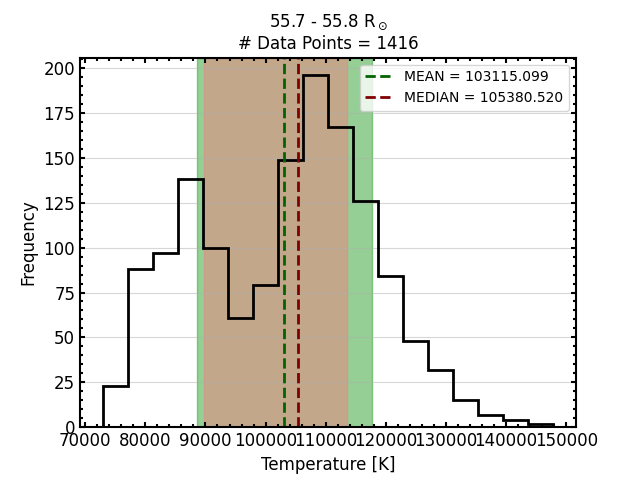 55.7 - 55.8 R⊙
# Data Points = 1416
MEAN = 103115.099
MEDIAN = 105380.520
Frequency
200
175
150
125
100
75
50
25
0
70000 80000 90000 100000 110000 120000 130000 140000 150000
Temperature [K]